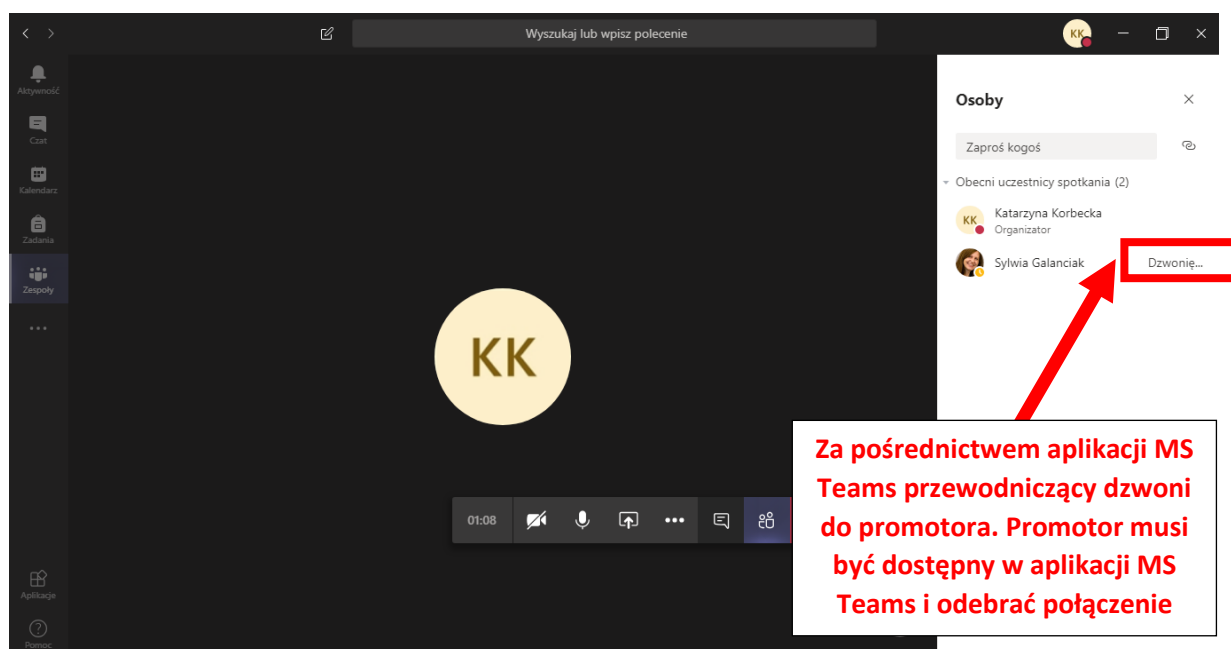 Wyszukaj lub wpisz polecenie
KK
Aktywność
Czat
Kalendarz
Zadania
Zespoły
Aplikacje
Pomoc
KK
01:08
Osoby
Zaproś kogoś
Obecni uczestnicy spotkania (2)
KK
Katarzyna Korbecka
Organizator
Sylwia Galanciak
Dzwonię...
Za pośrednictwem aplikacji MS
Teams przewodniczący dzwoni
do promotora. Promotor musi
być dostępny w aplikacji MS
Teams i odebrać połączenie